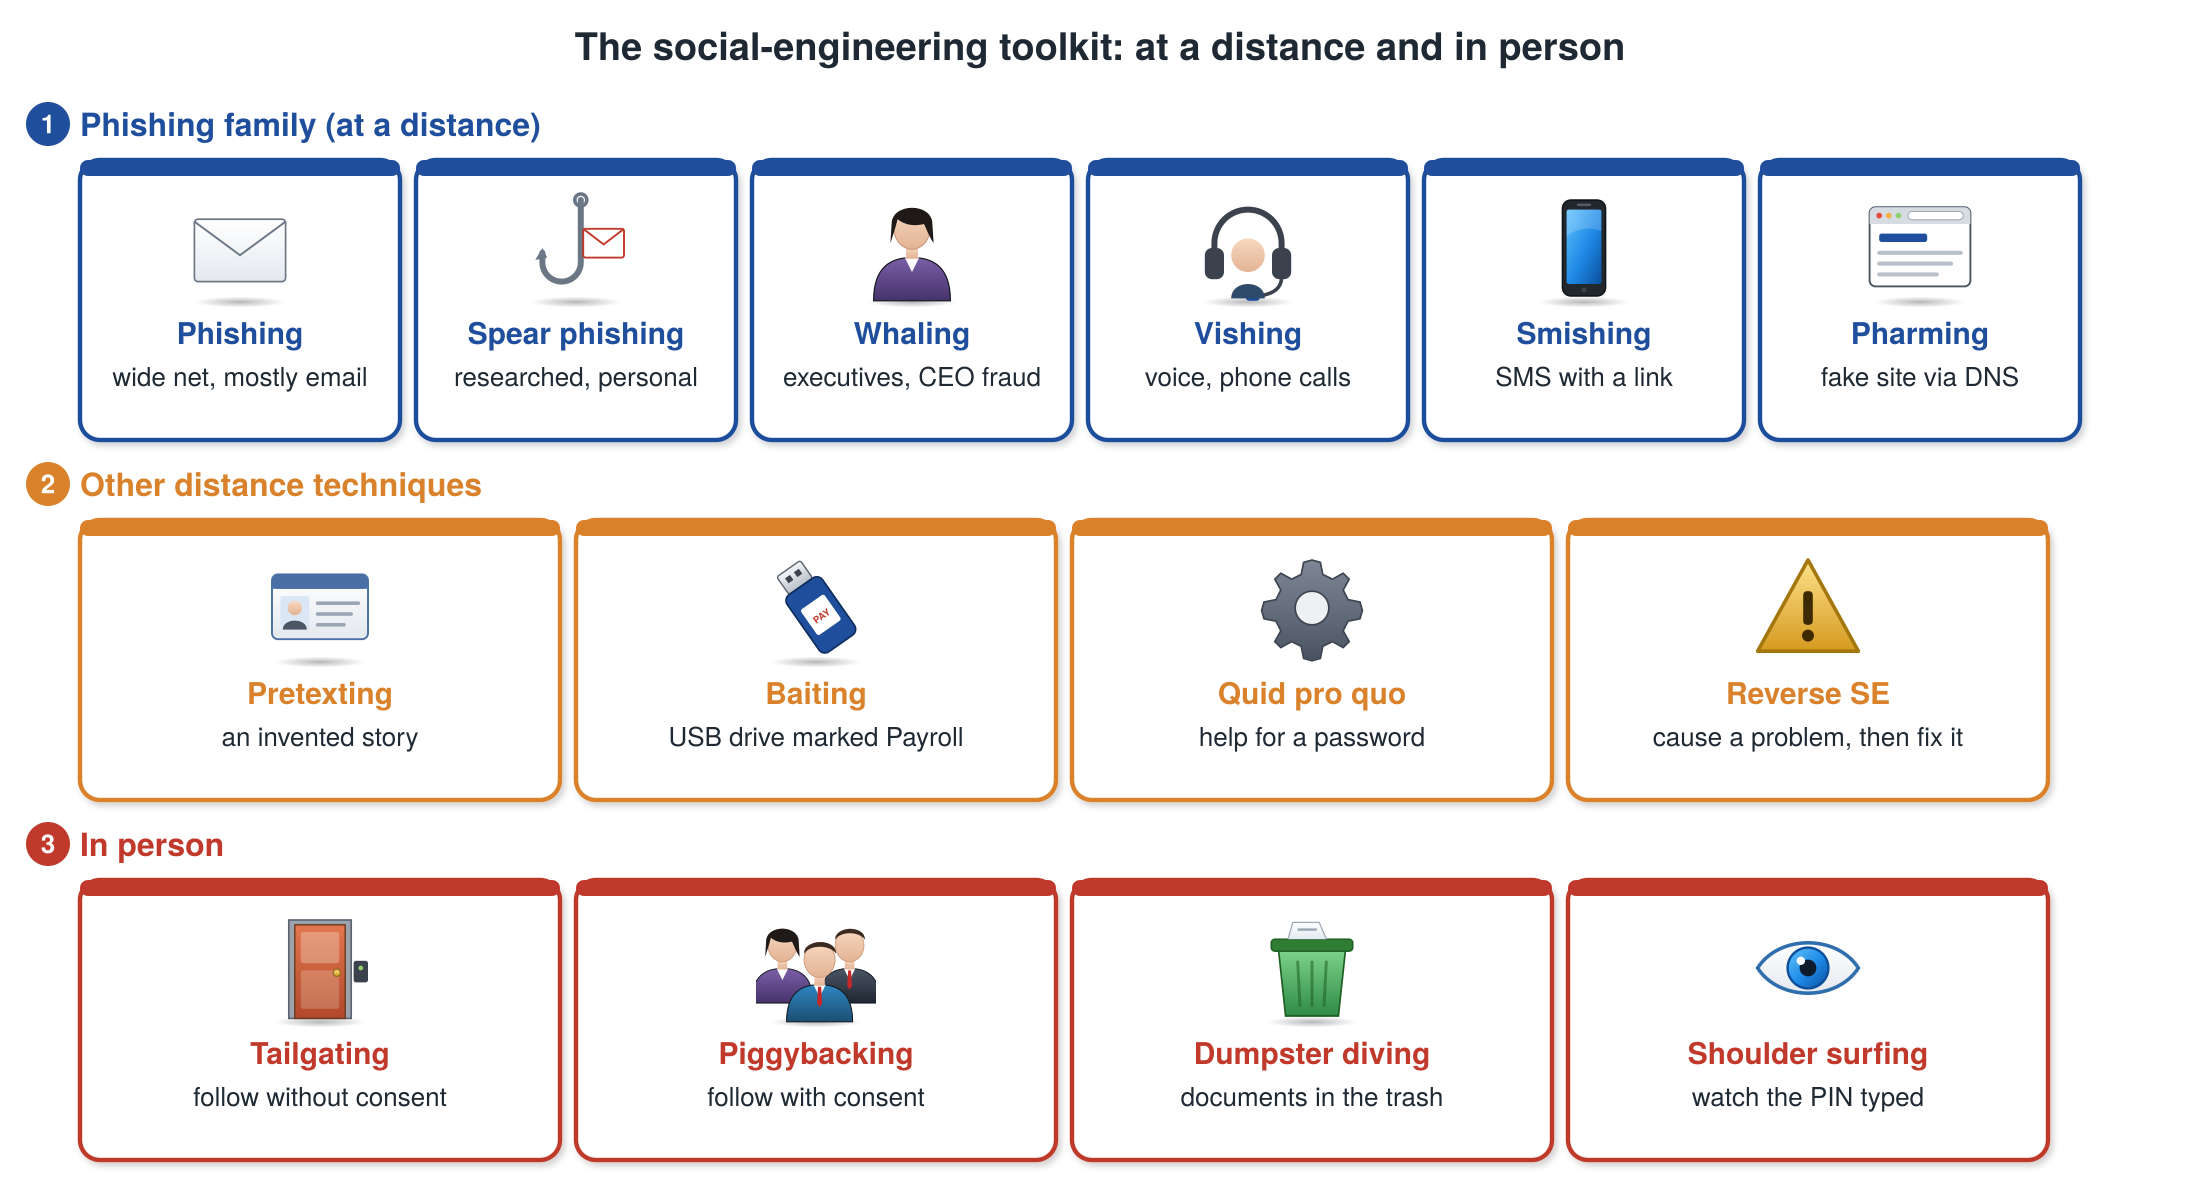 The social-engineering toolkit: at a distance and in person
1 Phishing family (at a distance)
Phishing
wide net, mostly email
Spear phishing
researched, personal
Whaling
executives, CEO fraud
Vishing
voice, phone calls
Smishing
SMS with a link
Pharming
fake site via DNS
2 Other distance techniques
Pretexting
an invented story
PAY
Baiting
USB drive marked Payroll
Quid pro quo
help for a password
Reverse SE
cause a problem, then fix it
3 In person
Tailgating
follow without consent
Piggybacking
follow with consent
Dumpster diving
documents in the trash
Shoulder surfing
watch the PIN typed